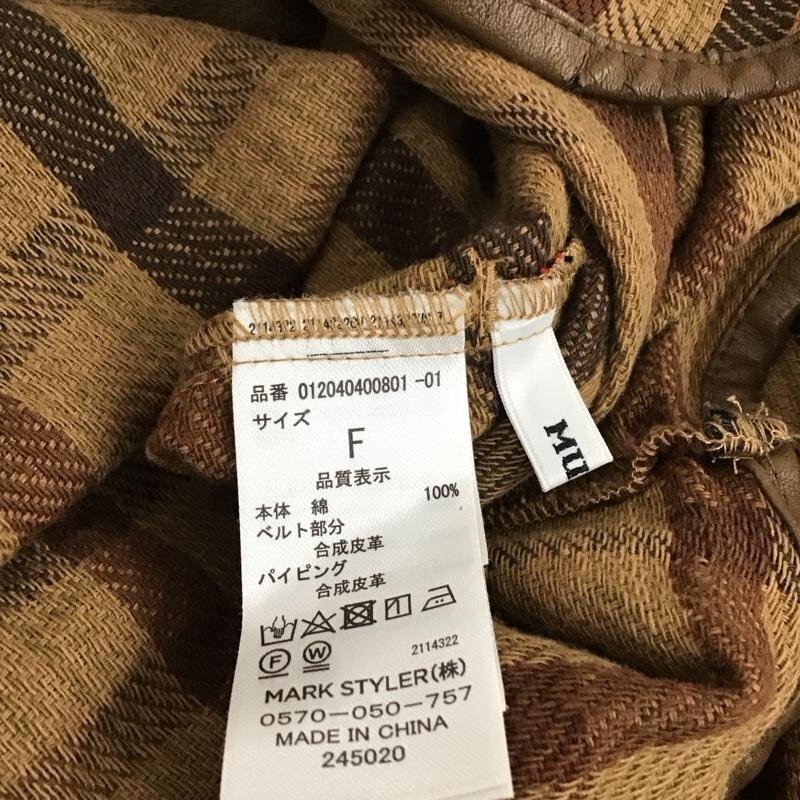 品番 012040400801 -01
サイズ
F
品質表示
本体 綿 100%
ベルト部分
合成皮革
パイピング
合成皮革
F W
2114322
MARK STYLER(株)
0570-050-757
MADE IN CHINA
245020
MU